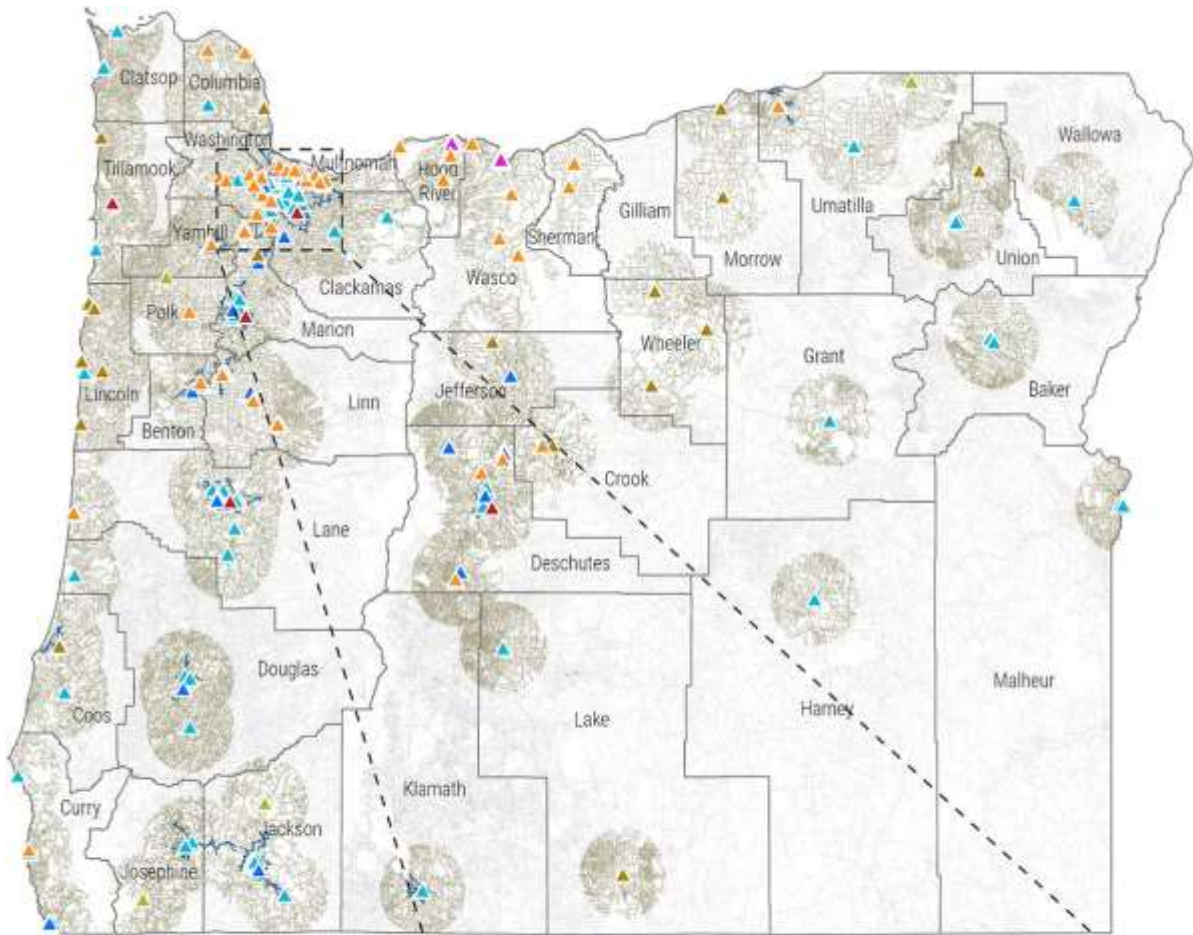 Clatsop
Columbia
Washington
Tillamook
Multnomah
Hood
River
Wallowa
Umatilla
Gilliam
Yamhill
Sherman
Morrow
Union
Clackamas
Wasco
Polk
Marion
Wheeler
Grant
Lincoln
Linn
Jefferson
Baker
Benton
Crook
Lane
Deschutes
Douglas
Malheur
Coos
Lake
Harney
Klamath
Curry
Jackson
Josephine